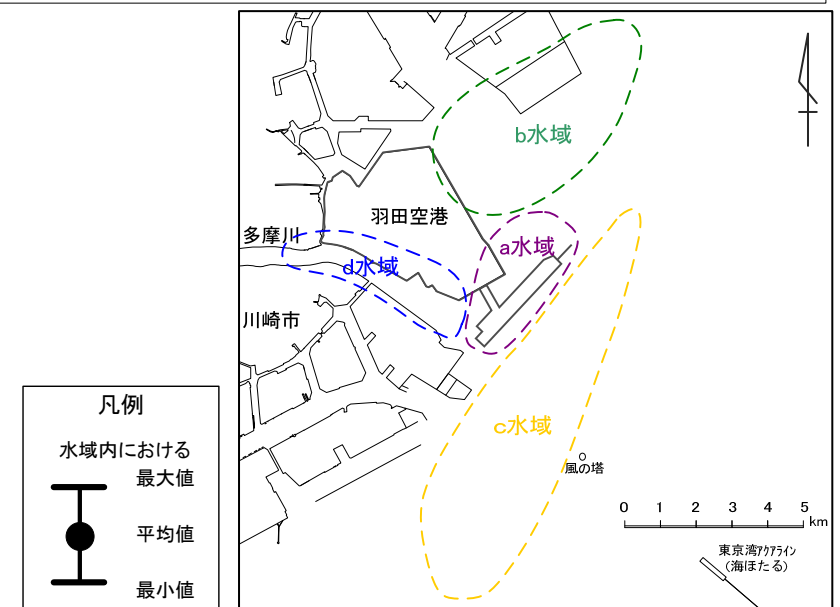 b水域
羽田空港
多摩川
a水域
d水域
川崎市
c水域
風の塔
0 1 2 3 4 5
km
東京湾ｱｸｱﾗｲﾝ
(海ほたる)
凡例
水域内における
最大値
平均値
最小値